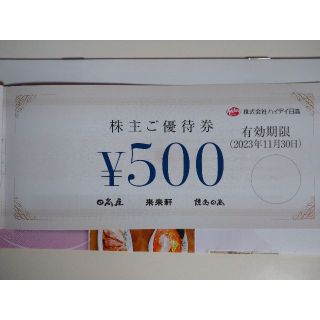 株式会社ハイデイ日高
株主ご優待券
有効期限
(2023年11月30日)
¥500
日高屋 来来軒 焼鳥日高